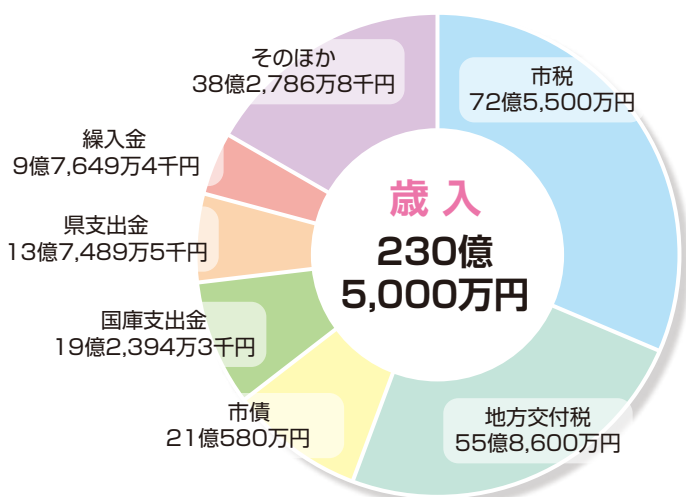 歳入
230億
5,000万円
市税
72億5,500万円
地方交付税
55億8,600万円
市債
21億580万円
国庫支出金
19億2,394万3千円
県支出金
13億7,489万5千円
繰入金
9億7,649万4千円
そのほか
38億2,786万8千円